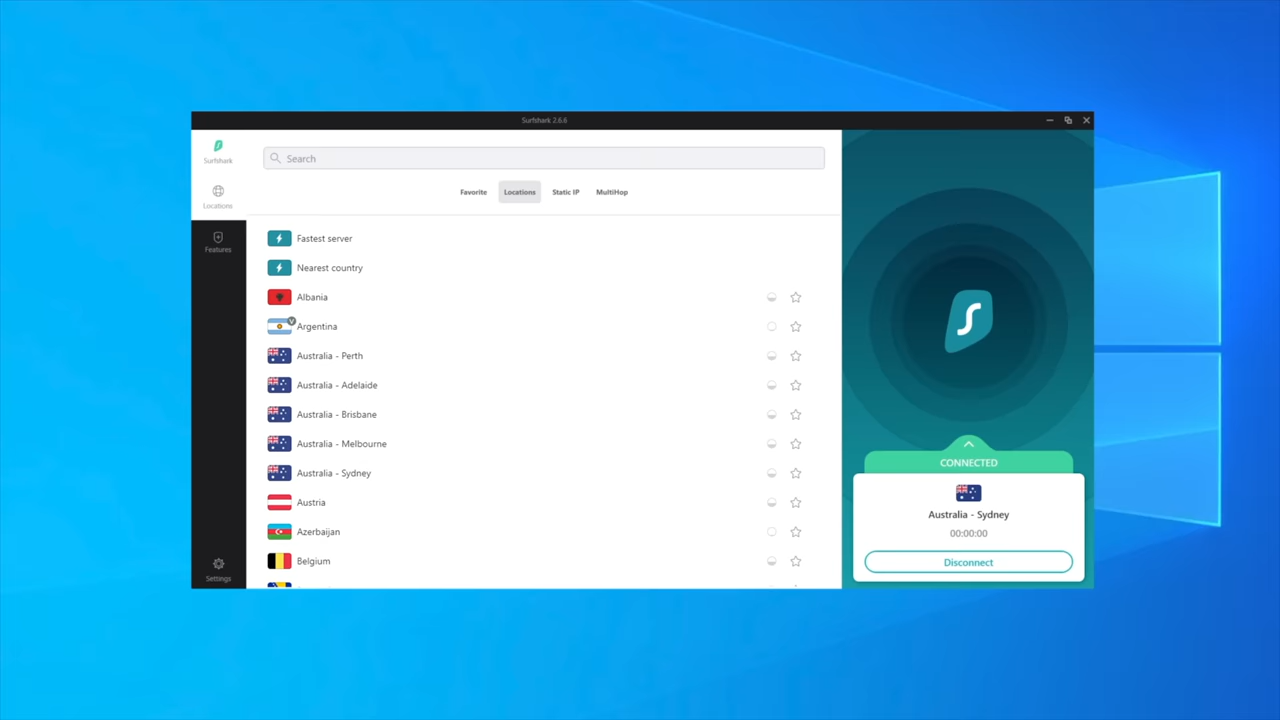 Surfshark 2.6.6
Surfshark
Locations
Features
Settings
Search
Favorite
Locations
Static IP
MultiHop
Fastest server
Nearest country
Albania
V
Argentina
Australia - Perth
Australia - Adelaide
Australia - Brisbane
Australia - Melbourne
Australia - Sydney
Austria
Azerbaijan
Belgium
CONNECTED
Australia - Sydney
00:00:00
Disconnect